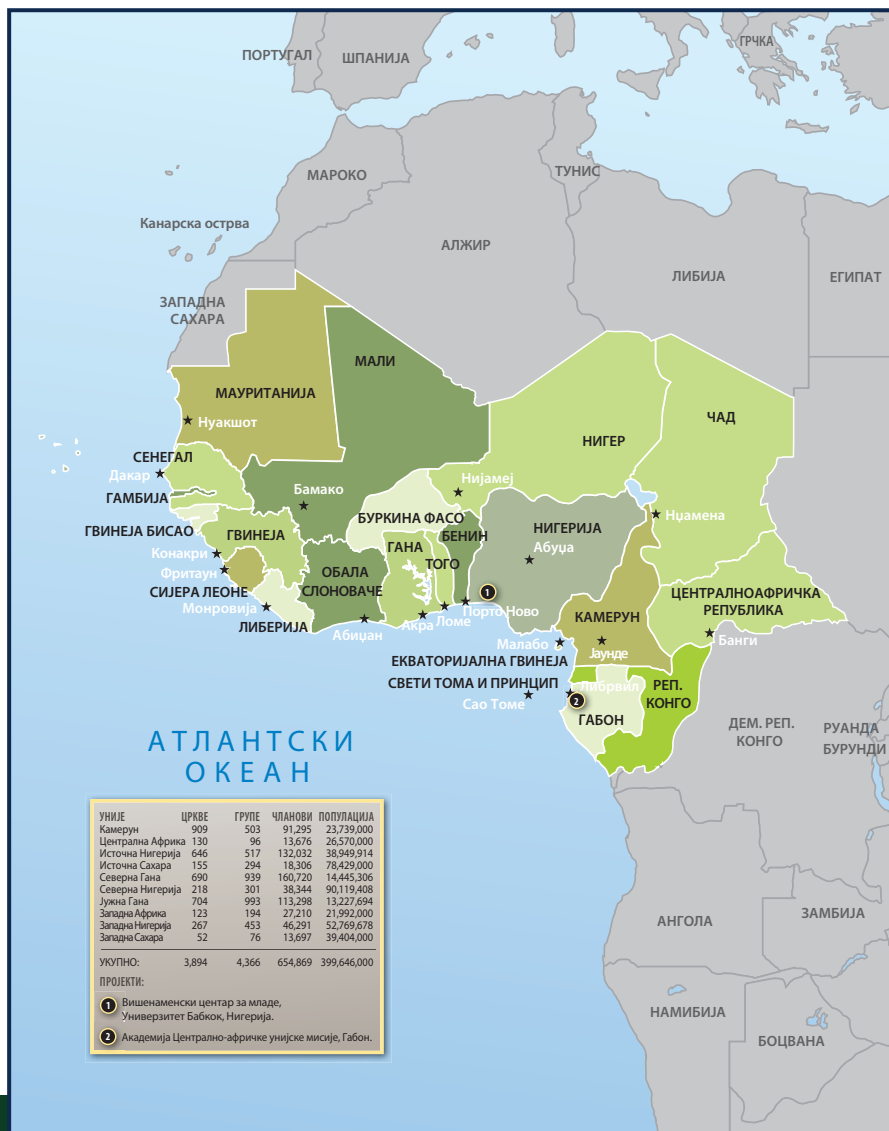 ПОРТУГАЛ
ШПАНИЈА
ГРЧКА
МАРОКО
ТУНИС
Канарска острва
АЛЖИР
ЛИБИЈА
ЕГИПАТ
ЗАПАДНА
САХАРА
МАЛИ
МАУРИТАНИЈА
Нуакшот
НИГЕР
ЧАД
СЕНЕГАЛ
Дакар
ГАМБИЈА
Бамако
Нијамеј
Нџамена
БУРКИНА ФАСО
ГВИНЕЈА БИСАО
ГВИНЕЈА
НИГЕРИЈА
Абуџа
БЕНИН
ГАНА
ТОГО
Конакри
Фритаун
ОБАЛА
СЛОНОВАЧЕ
СИЈЕРА ЛЕОНЕ
Монровија
ЛИБЕРИЈА
Абиџан
Акра
Ломе
Порто Ново
1
ЦЕНТРАЛНОАФРИЧКА
РЕПУБЛИКА
Банги
КАМЕРУН
Јаунде
Малабо
ЕКВАТОРИЈАЛНА ГВИНЕЈА
СВЕТИ ТОМА И ПРИНЦИП
Сао Томе
Либрвил
2
ГАБОН
РЕП.
КОНГО
ДЕМ. РЕП.
КОНГО
РУАНДА
БУРУНДИ
АТЛАНТСКИ
ОКЕАН
АНГОЛА
ЗАМБИЈА
НАМИБИЈА
БОЦВАНА
УНИЈЕ ЦРКВЕ ГРУПЕ ЧЛАНОВИ ПОПУЛАЦИЈА
Камерун 909 503 91,295 23,739,000
Централна Африка 130 96 13,676 26,570,000
Источна Нигерија 646 517 132,032 38,949,914
Источна Сахара 155 294 18,306 78,429,000
Северна Гана 690 939 160,720 14,445,306
Северна Нигерија 218 301 38,344 90,119,408
Јужна Гана 704 993 113,298 13,227,694
Западна Африка 123 194 27,210 21,992,000
Западна Нигерија 267 453 46,291 52,769,678
Западна Сахара 52 76 13,697 39,404,000
УКУПНО: 3,894 4,366 654,869 399,646,000
ПРОЈЕКТИ:
1 Вишенаменски центар за младе,
Универзитет Бабкок, Нигерија.
2 Академија Централно-афричке унијске мисије, Габон.